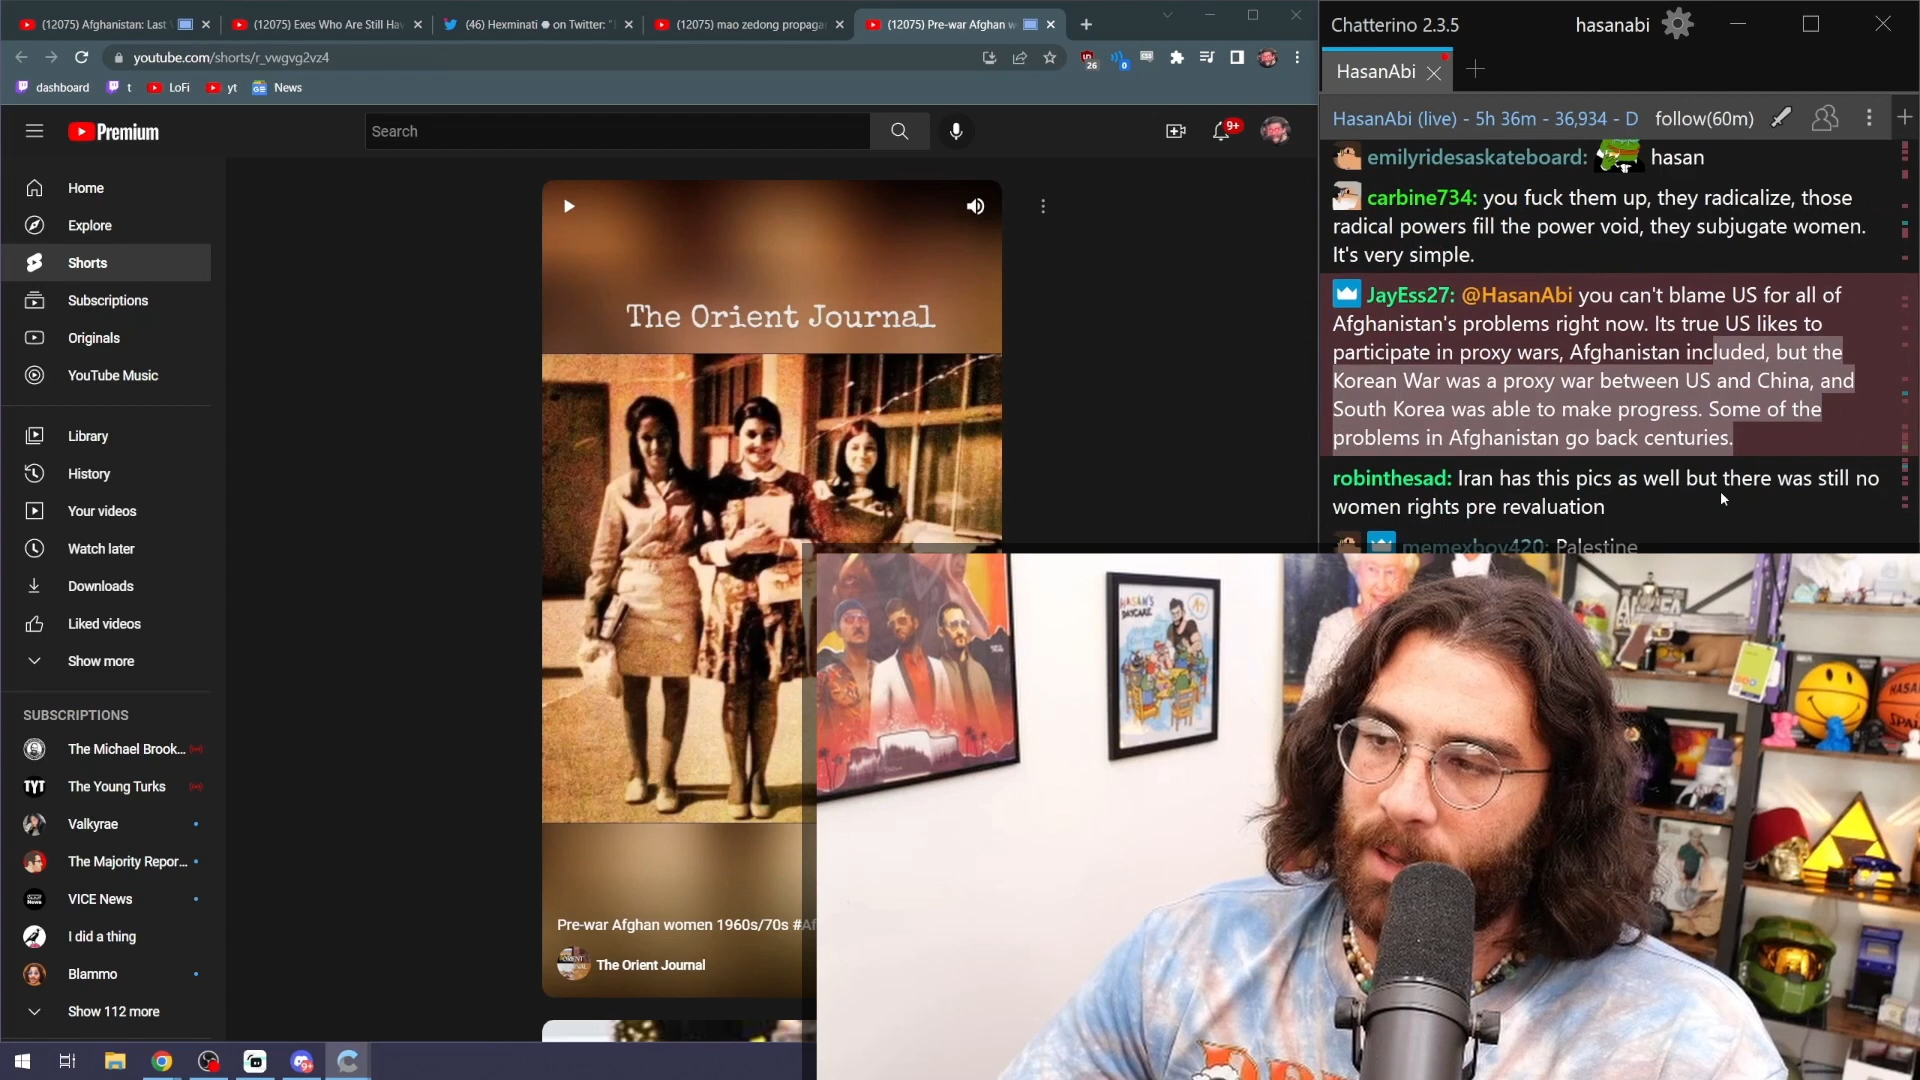 (12075) Afghanistan: Last
(12075) Exes Who Are Still Hav
(46) Hexminati on Twitter: "
(12075) mao zedong propaga
(12075) Pre-war Afghan w
youtube.com/shorts/r_vwgvg2vz4
26
0
dashboard
t
LoFi
yt
News
Premium
Search
9+
Home
Explore
Shorts
Subscriptions
Originals
YouTube Music
Library
History
Your videos
Watch later
Downloads
Liked videos
Show more
SUBSCRIPTIONS
The Michael Brook...
TYT
The Young Turks
Valkyrae
The Majority Repor...
VICE News
I did a thing
Blammo
Show 112 more
The Orient Journal
Pre-war Afghan women 1960s/70s #Af
The Orient Journal
Chatterino 2.3.5
hasanabi
HasanAbi
HasanAbi (live) - 5h 36m - 36,934 - D
follow(60m)
emilyridesaskateboard: hasan
carbine734: you fuck them up, they radicalize, those
radical powers fill the power void, they subjugate women.
It's very simple.
JayEss27: @HasanAbi you can't blame US for all of
Afghanistan's problems right now. Its true US likes to
participate in proxy wars, Afghanistan included, but the
Korean War was a proxy war between US and China, and
South Korea was able to make progress. Some of the
problems in Afghanistan go back centuries.
robinthesad: Iran has this pics as well but there was still no
women rights pre revaluation
memexboy420: Palestine
HASAN'S
DAYCARE
HASAN